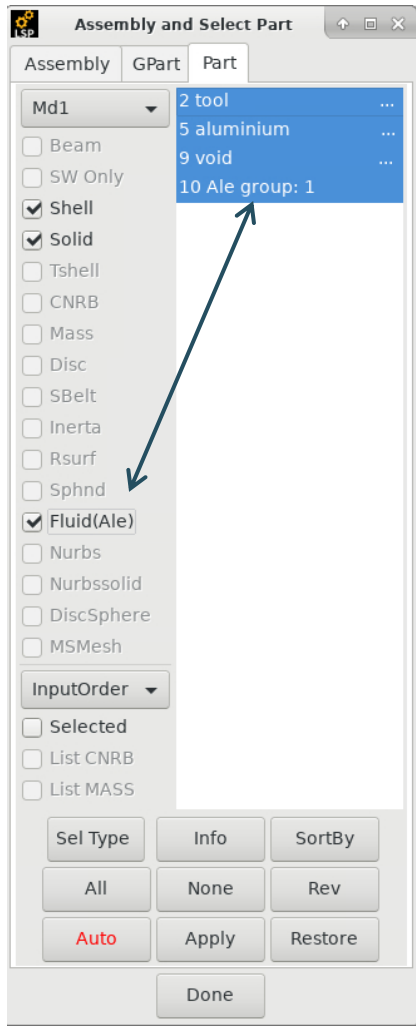 LSP
Assembly and Select Part
Assembly GPart Part
Md1
Beam
SW Only
Shell
Solid
Tshell
CNRB
Mass
Disc
SBelt
Inerta
Rsurf
Sphnd
Fluid(Ale)
Nurbs
Nurbssolid
DiscSphere
MSMesh
InputOrder
Selected
List CNRB
List MASS
2 tool ...
5 aluminium ...
9 void ...
10 Ale group: 1
Sel Type Info SortBy
All None Rev
Auto Apply Restore
Done